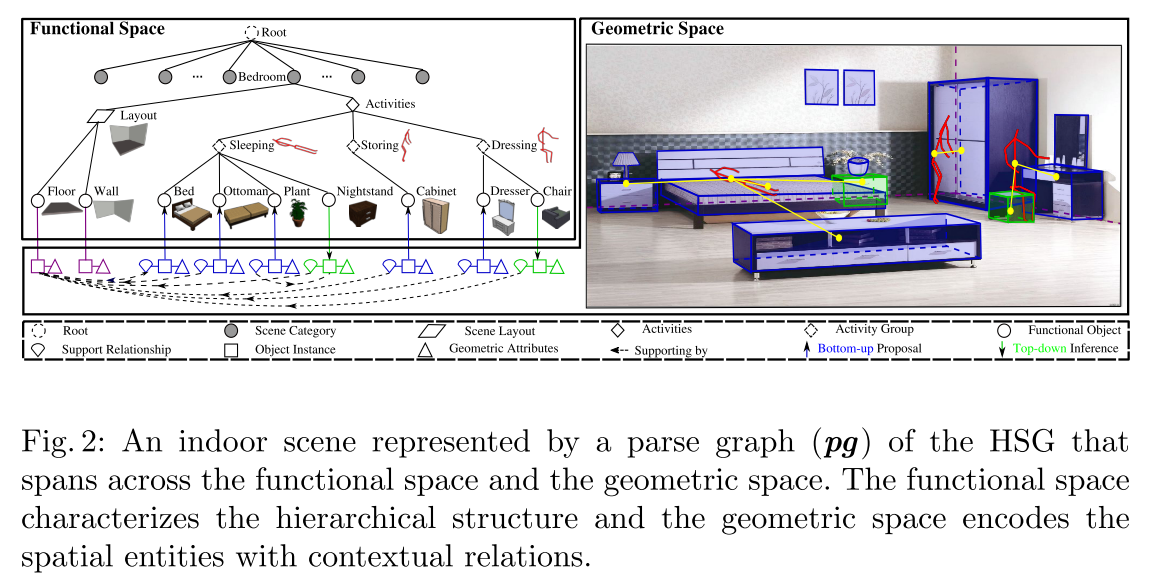 Functional Space
Root
... Bedroom ...
Layout
Activities
Sleeping
Storing
Dressing
Floor Wall Bed Ottoman Plant Nightstand Cabinet Dresser Chair
Geometric Space
Root Scene Category Scene Layout Activities Activity Group Functional Object
Support Relationship Object Instance Geometric Attributes Supporting by Bottom-up Proposal Top-down Inference
Fig. 2: An indoor scene represented by a parse graph (pg) of the HSG that
spans across the functional space and the geometric space. The functional space
characterizes the hierarchical structure and the geometric space encodes the
spatial entities with contextual relations.